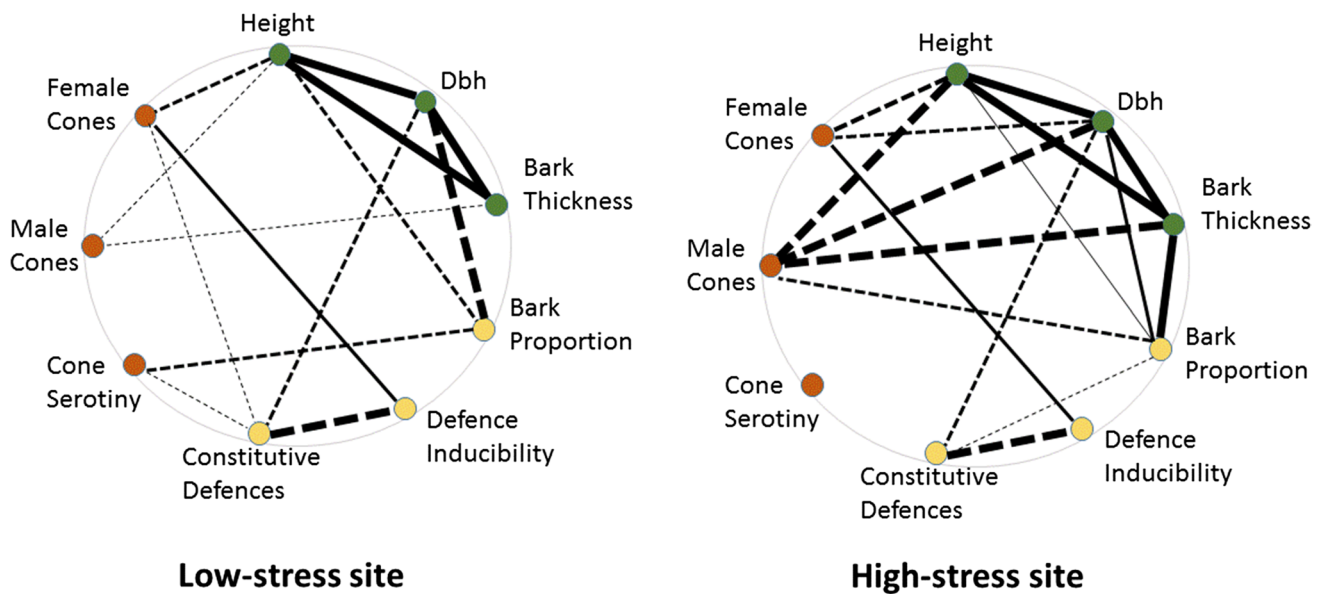 Height
Dbh
Female
Cones
Bark
Thickness
Male
Cones
Bark
Proportion
Cone
Serotiny
Defence
Inducibility
Constitutive
Defences
Low-stress site
Height
Dbh
Female
Cones
Bark
Thickness
Male
Cones
Bark
Proportion
Cone
Serotiny
Defence
Inducibility
Constitutive
Defences
High-stress site